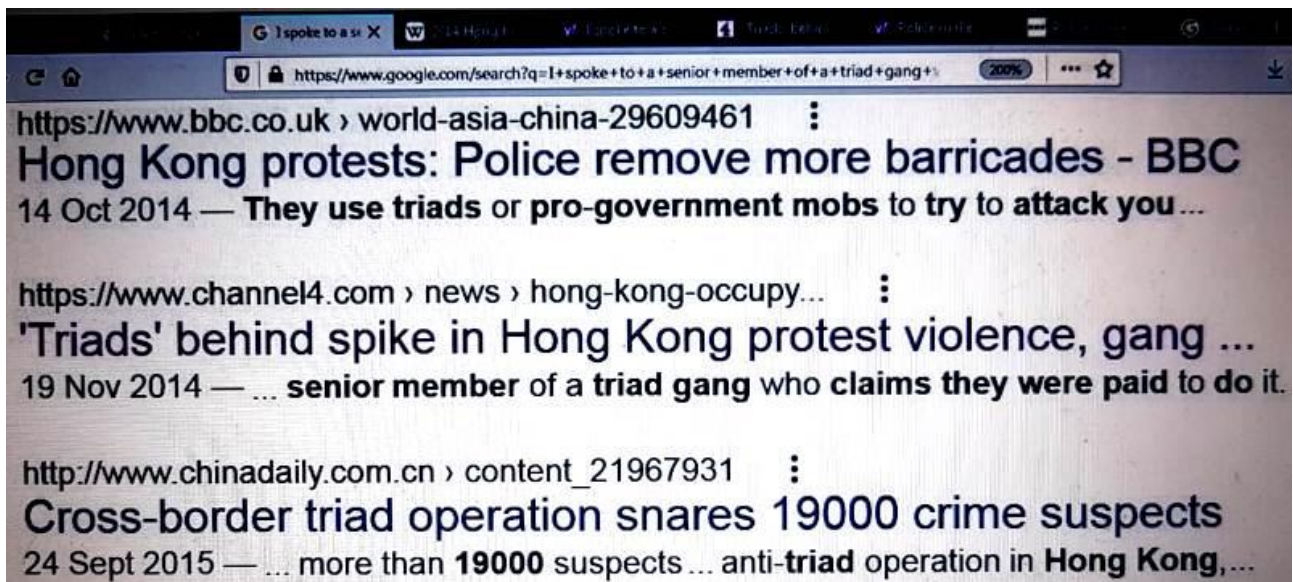 G I spoke to a se X W
https://www.google.com/search?q=I+spoke+to+a+senior+member+of+a+triad+gang+ 200% ...
https://www.bbc.co.uk › world-asia-china-29609461
Hong Kong protests: Police remove more barricades - BBC
14 Oct 2014 — They use triads or pro-government mobs to try to attack you...
https://www.channel4.com › news › hong-kong-occupy...
'Triads' behind spike in Hong Kong protest violence, gang ...
19 Nov 2014 — ... senior member of a triad gang who claims they were paid to do it.
http://www.chinadaily.com.cn › content_21967931
Cross-border triad operation snares 19000 crime suspects
24 Sept 2015 — ... more than 19000 suspects ... anti-triad operation in Hong Kong,...